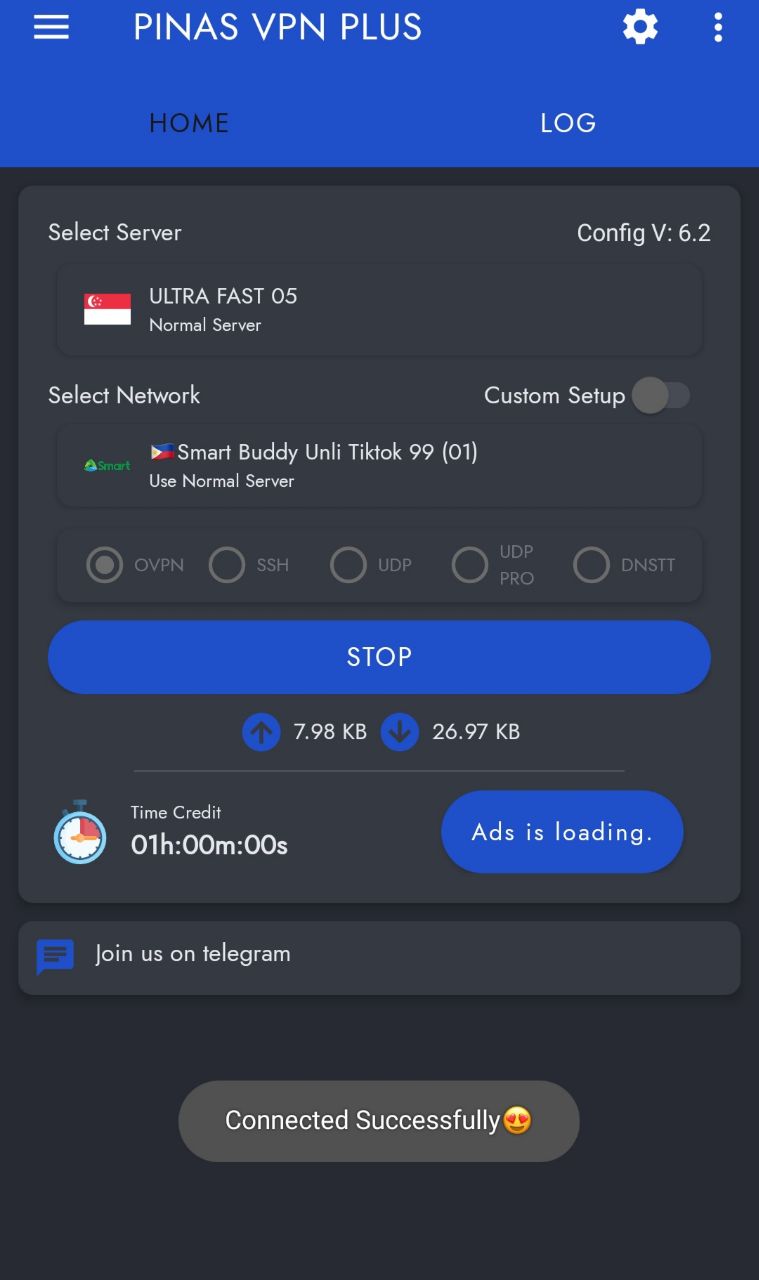 PINAS VPN PLUS
HOME
LOG
Select Server
Config V: 6.2
ULTRA FAST 05
Normal Server
Select Network
Custom Setup
Smart
🇵🇭Smart Buddy Unli Tiktok 99 (01)
Use Normal Server
OVPN
SSH
UDP
UDP
PRO
DNSTT
STOP
7.98 KB
26.97 KB
Time Credit
01h:00m:00s
Ads is loading.
Join us on telegram
Connected Successfully😍